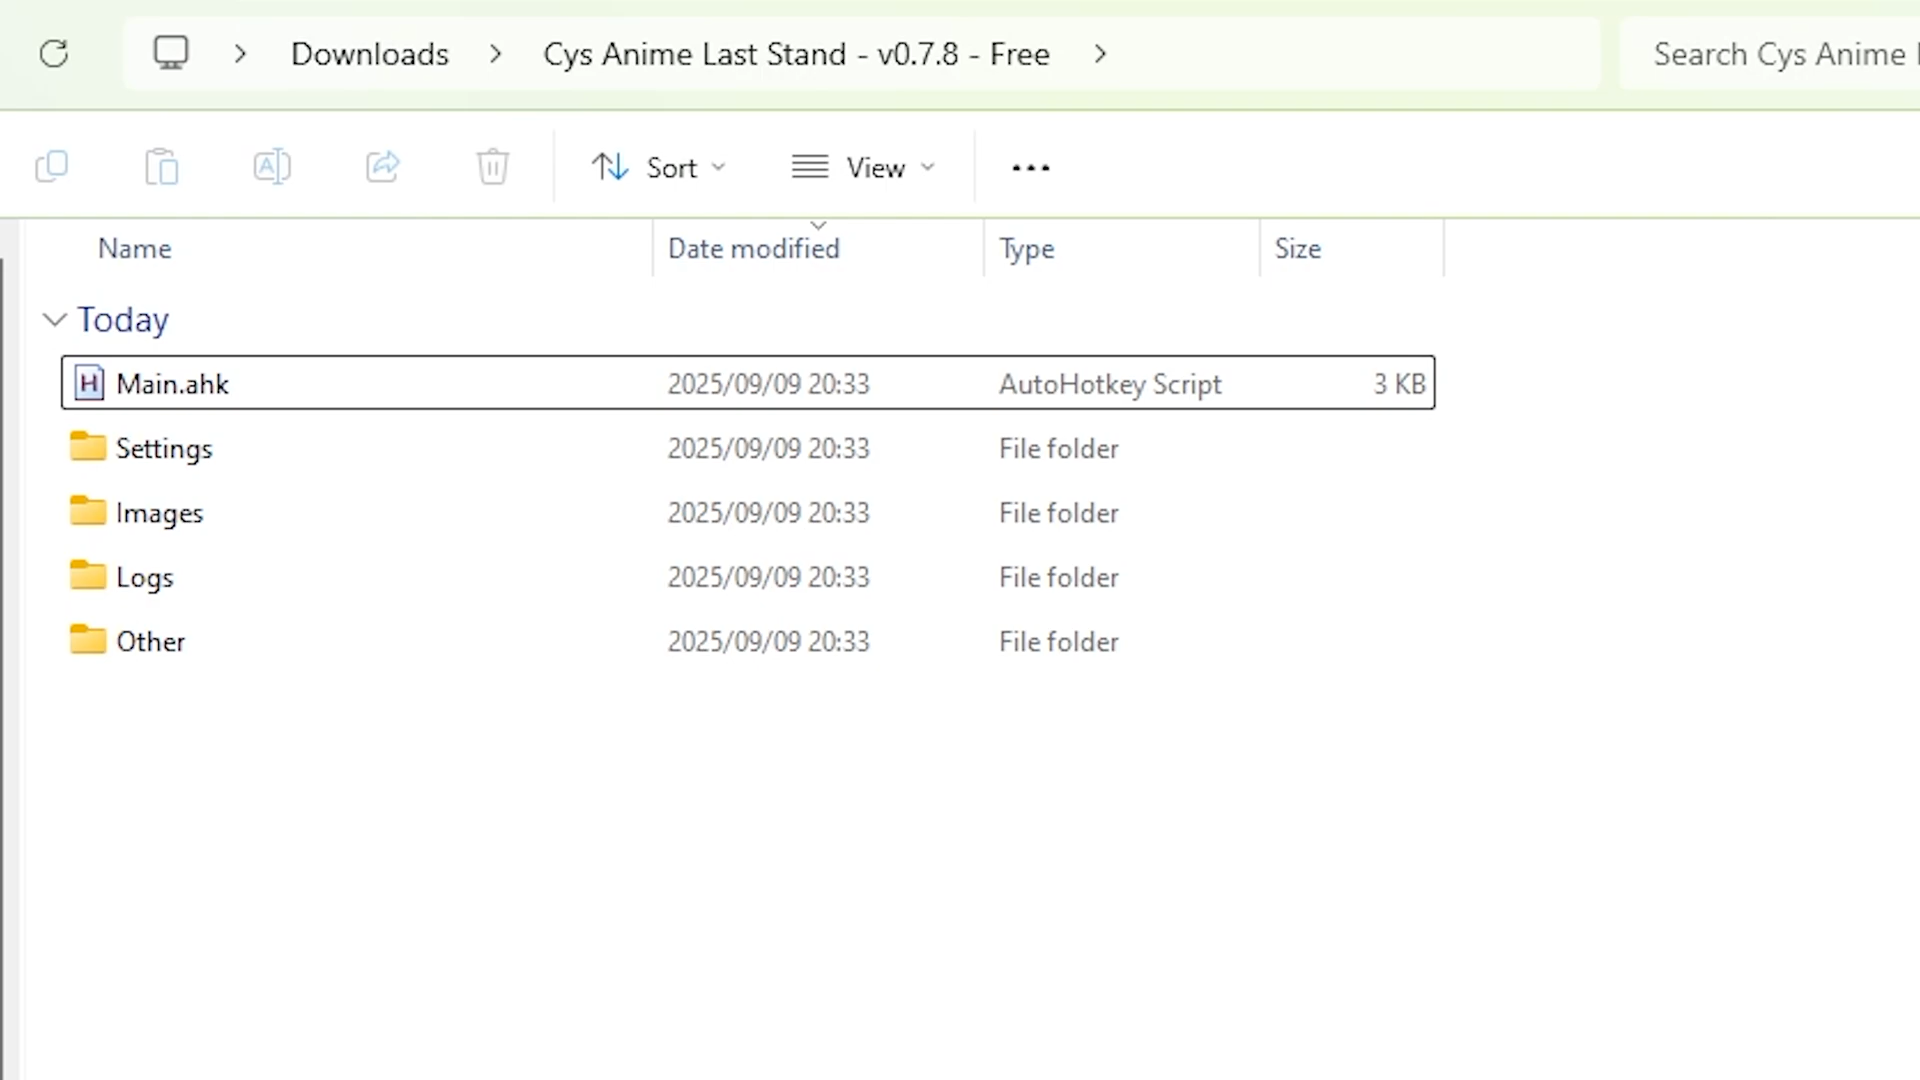 Downloads > Cys Anime Last Stand - v0.7.8 - Free >
Search Cys Anime
Sort View
Name Date modified Type Size
Today
Main.ahk 2025/09/09 20:33 AutoHotkey Script 3 KB
Settings 2025/09/09 20:33 File folder
Images 2025/09/09 20:33 File folder
Logs 2025/09/09 20:33 File folder
Other 2025/09/09 20:33 File folder